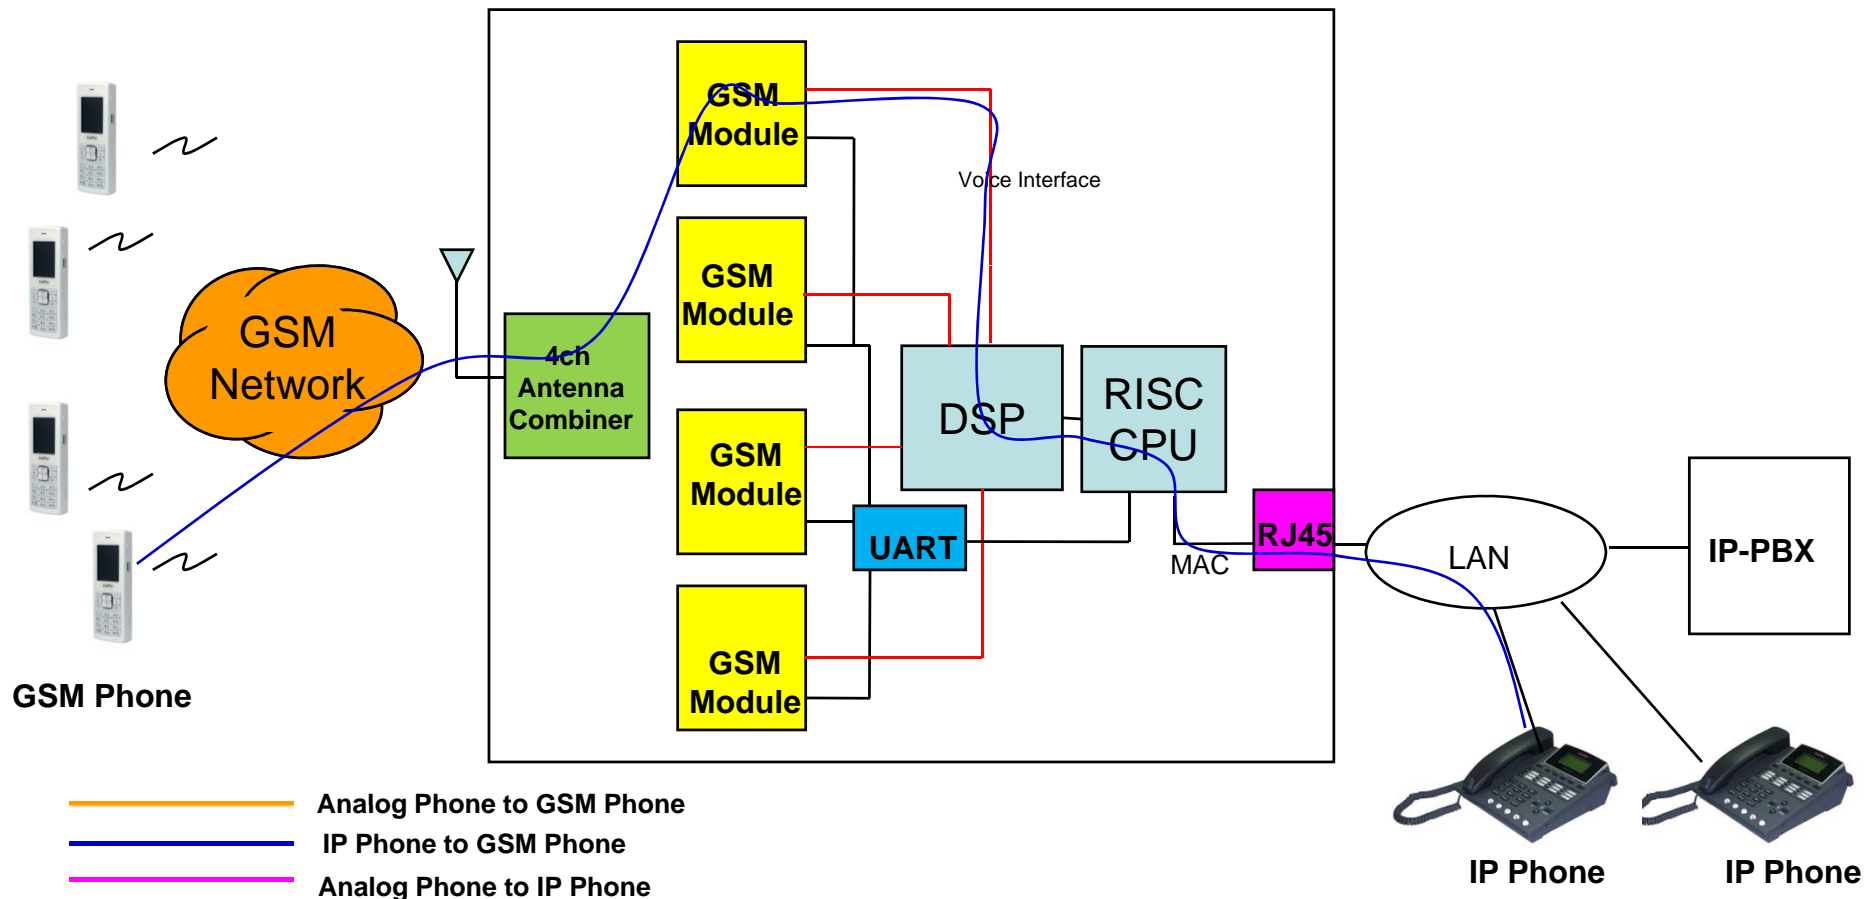 GSM
Module
Voice Interface
GSM
Module
GSM
Network
4ch
Antenna
Combiner
DSP
RISC
CPU
GSM
Module
UART
RJ45
MAC
LAN
IP-PBX
GSM
Module
GSM Phone
Analog Phone to GSM Phone
IP Phone to GSM Phone
Analog Phone to IP Phone
IP Phone
IP Phone